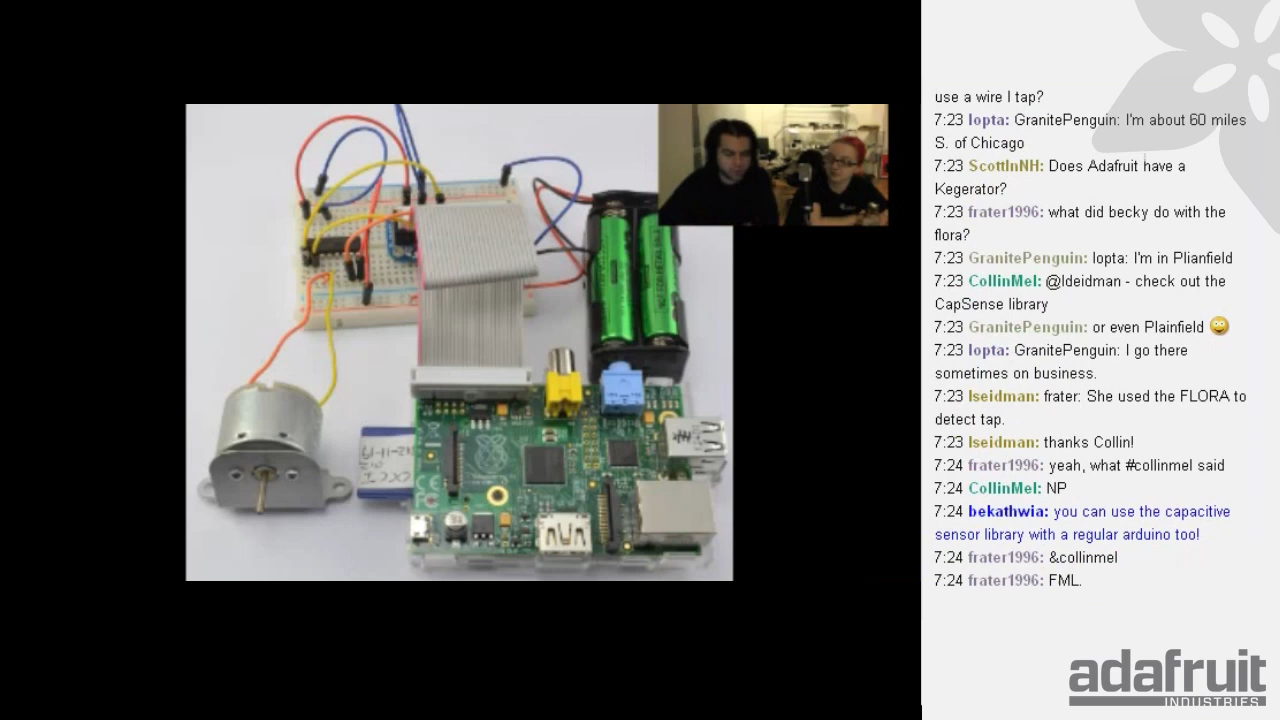 use a wire I tap?
7:23 lopta: GranitePenguin: I'm about 60 miles
S. of Chicago
7:23 ScottInNH: Does Adafruit have a
Kegerator?
7:23 frater1996: what did becky do with the
flora?
7:23 GranitePenguin: lopta: I'm in Plianfield
7:23 CollinMel: @ldeidman - check out the
CapSense library
7:23 GranitePenguin: or even Plainfield
7:23 lopta: GranitePenguin: I go there
sometimes on business.
7:23 lseidman: frater: She used the FLORA to
detect tap.
7:23 lseidman: thanks Collin!
7:24 frater1996: yeah, what #collinmel said
7:24 CollinMel: NP
7:24 bekathwia: you can use the capacitive
sensor library with a regular arduino too!
7:24 frater1996: &collinmel
7:24 frater1996: FML.
adafruit
INDUSTRIES